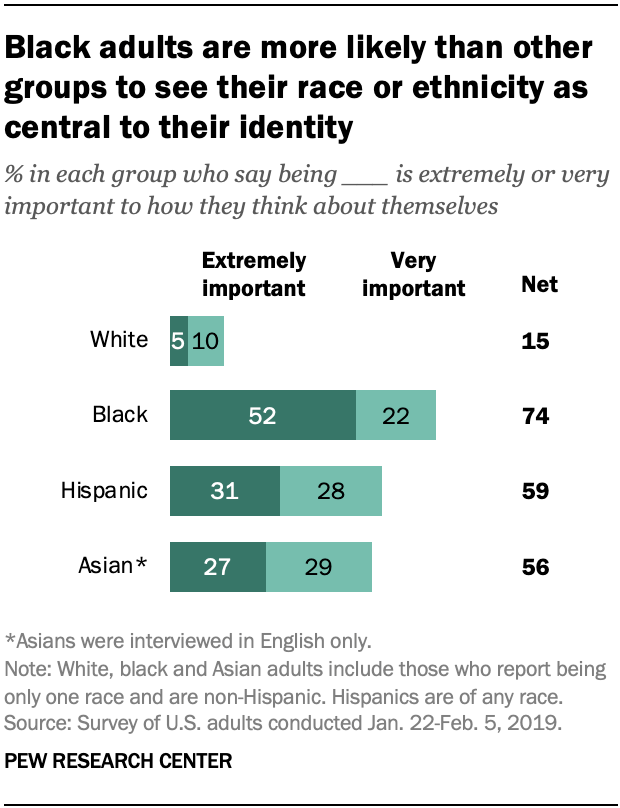 Black adults are more likely than other
groups to see their race or ethnicity as
central to their identity
% in each group who say being ___ is extremely or very
important to how they think about themselves
Extremely important Very important Net
White 5 10 15
Black 52 22 74
Hispanic 31 28 59
Asian* 27 29 56
*Asians were interviewed in English only.
Note: White, black and Asian adults include those who report being
only one race and are non-Hispanic. Hispanics are of any race.
Source: Survey of U.S. adults conducted Jan. 22-Feb. 5, 2019.
PEW RESEARCH CENTER